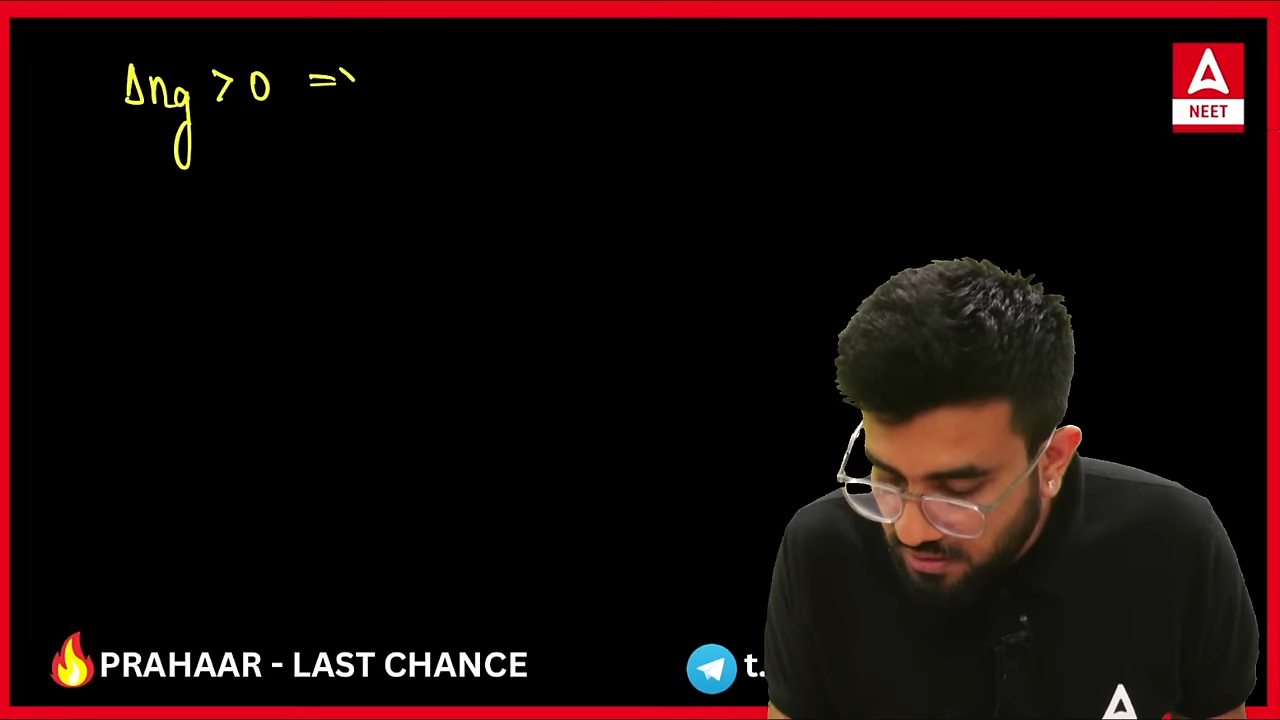 Δng > 0 =>
NEET
PRAHAAR - LAST CHANCE
t.